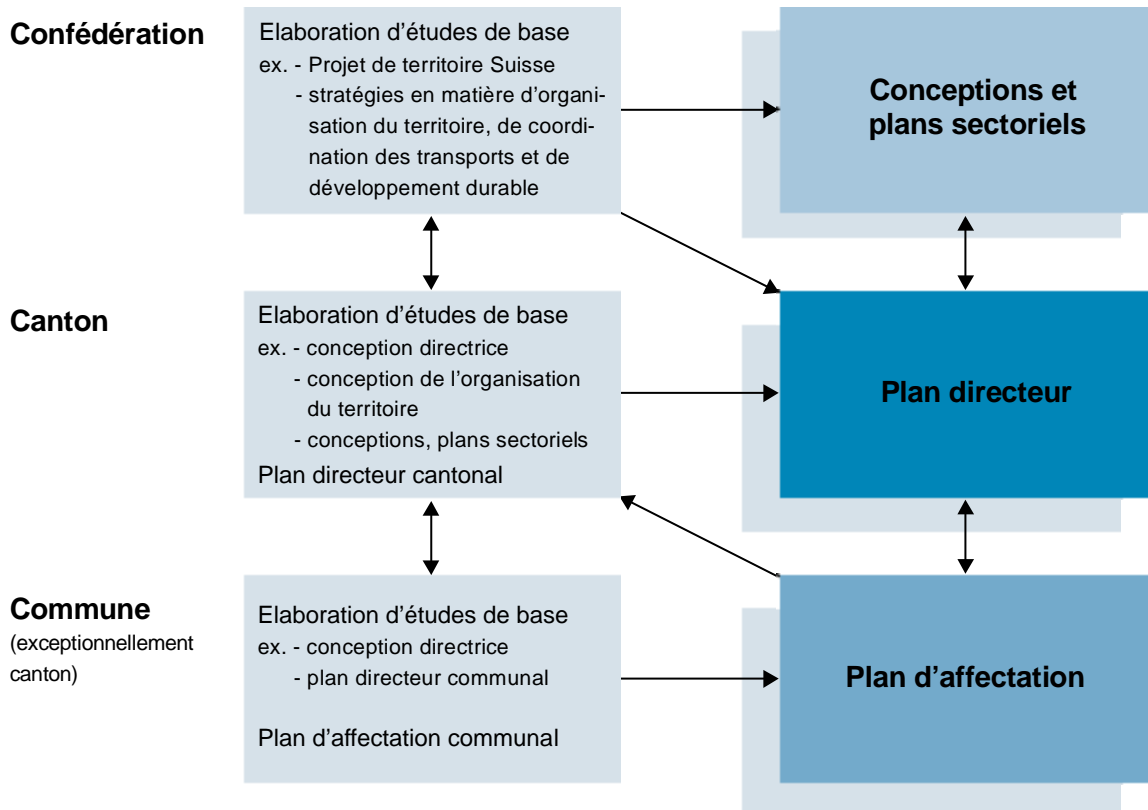 Confédération
Elaboration d’études de base
ex. - Projet de territoire Suisse
- stratégies en matière d’organi-
sation du territoire, de coordi-
nation des transports et de
développement durable
Conceptions et
plans sectoriels
Canton
Elaboration d’études de base
ex. - conception directrice
- conception de l’organisation
du territoire
- conceptions, plans sectoriels
Plan directeur cantonal
Plan directeur
Commune
(exceptionnellement
canton)
Elaboration d’études de base
ex. - conception directrice
- plan directeur communal
Plan d’affectation communal
Plan d’affectation